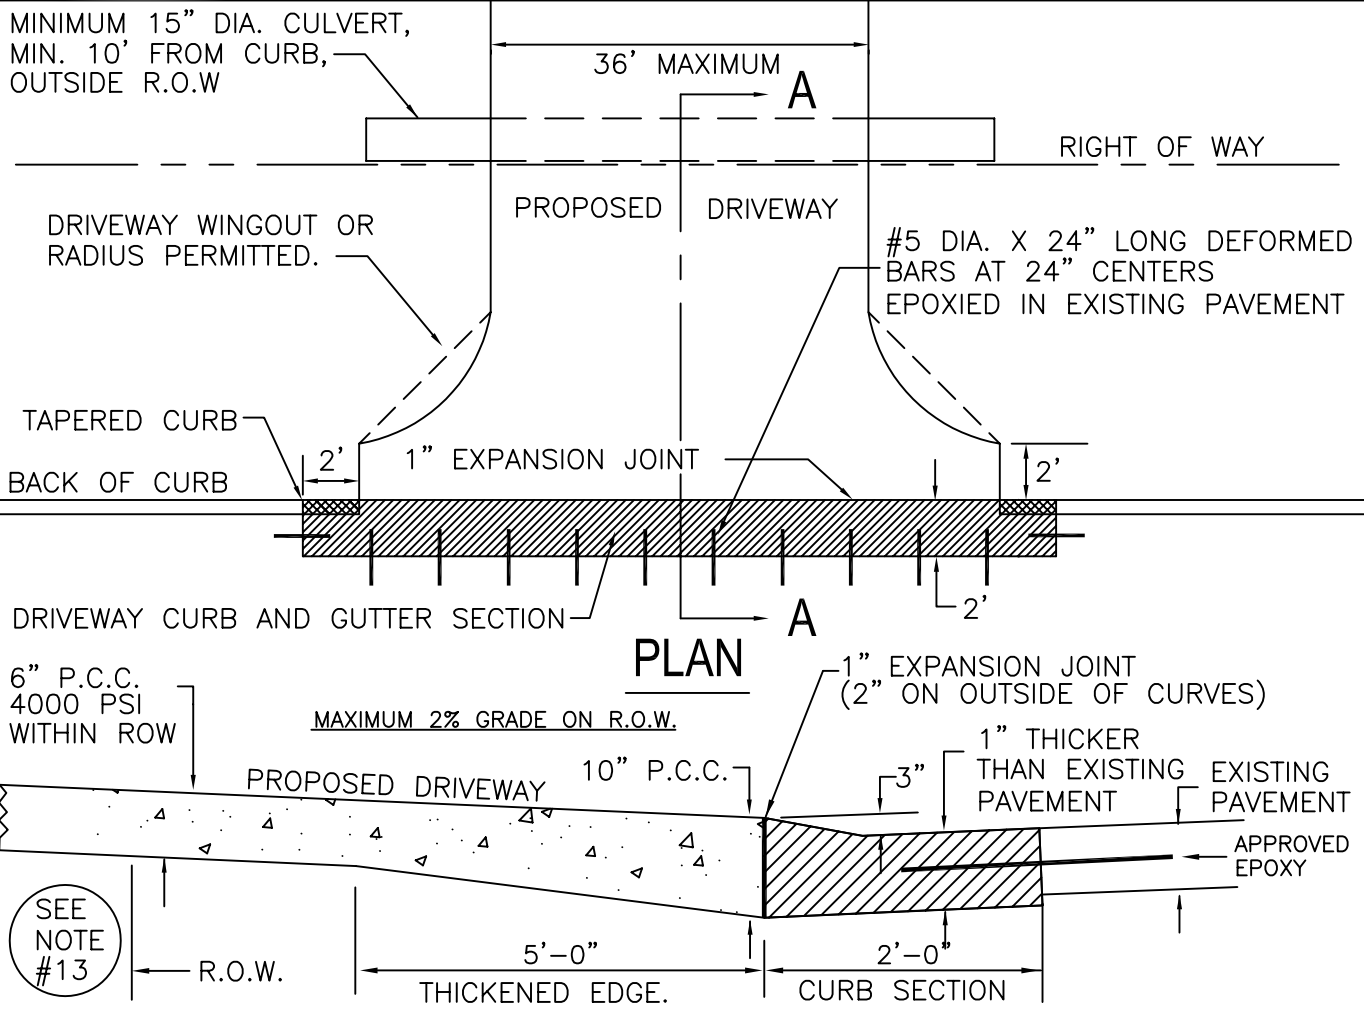 MINIMUM 15” DIA. CULVERT,
MIN. 10’ FROM CURB,
OUTSIDE R.O.W
36’ MAXIMUM
A
RIGHT OF WAY
PROPOSED DRIVEWAY
DRIVEWAY WINGOUT OR
RADIUS PERMITTED.
#5 DIA. X 24” LONG DEFORMED
BARS AT 24” CENTERS
EPOXIED IN EXISTING PAVEMENT
TAPERED CURB
2’
1” EXPANSION JOINT
2’
BACK OF CURB
2’
DRIVEWAY CURB AND GUTTER SECTION
A
PLAN
6” P.C.C.
4000 PSI
WITHIN ROW
MAXIMUM 2% GRADE ON R.O.W.
1” EXPANSION JOINT
(2” ON OUTSIDE OF CURVES)
PROPOSED DRIVEWAY
10” P.C.C.
3”
1” THICKER
THAN EXISTING
PAVEMENT
EXISTING
PAVEMENT
APPROVED
EPOXY
SEE
NOTE
#13
R.O.W.
5’-0”
THICKENED EDGE.
2’-0”
CURB SECTION